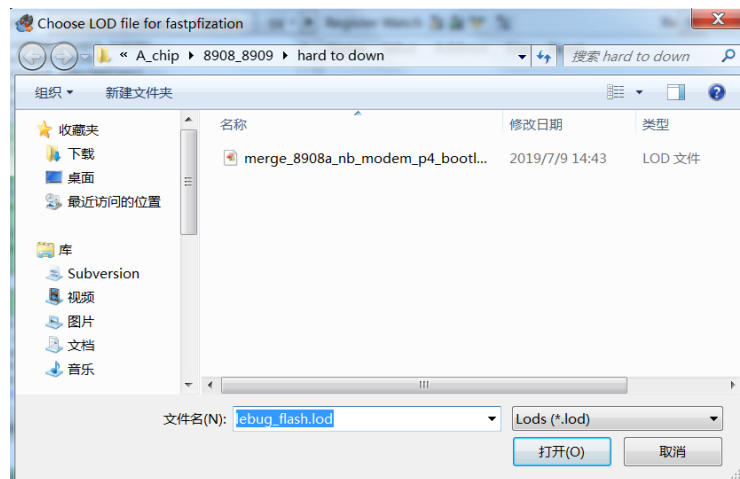 Choose LOD file for fastpfization
Register Watch
« A_chip ▸ 8908_8909 ▸ hard to down
搜索 hard to down
组织
新建文件夹
收藏夹
下载
桌面
最近访问的位置
库
Subversion
视频
图片
文档
音乐
名称 修改日期 类型
merge_8908a_nb_modem_p4_bootl... 2019/7/9 14:43 LOD 文件
文件名(N): lebug_flash.lod Lods (*.lod)
打开(O) 取消